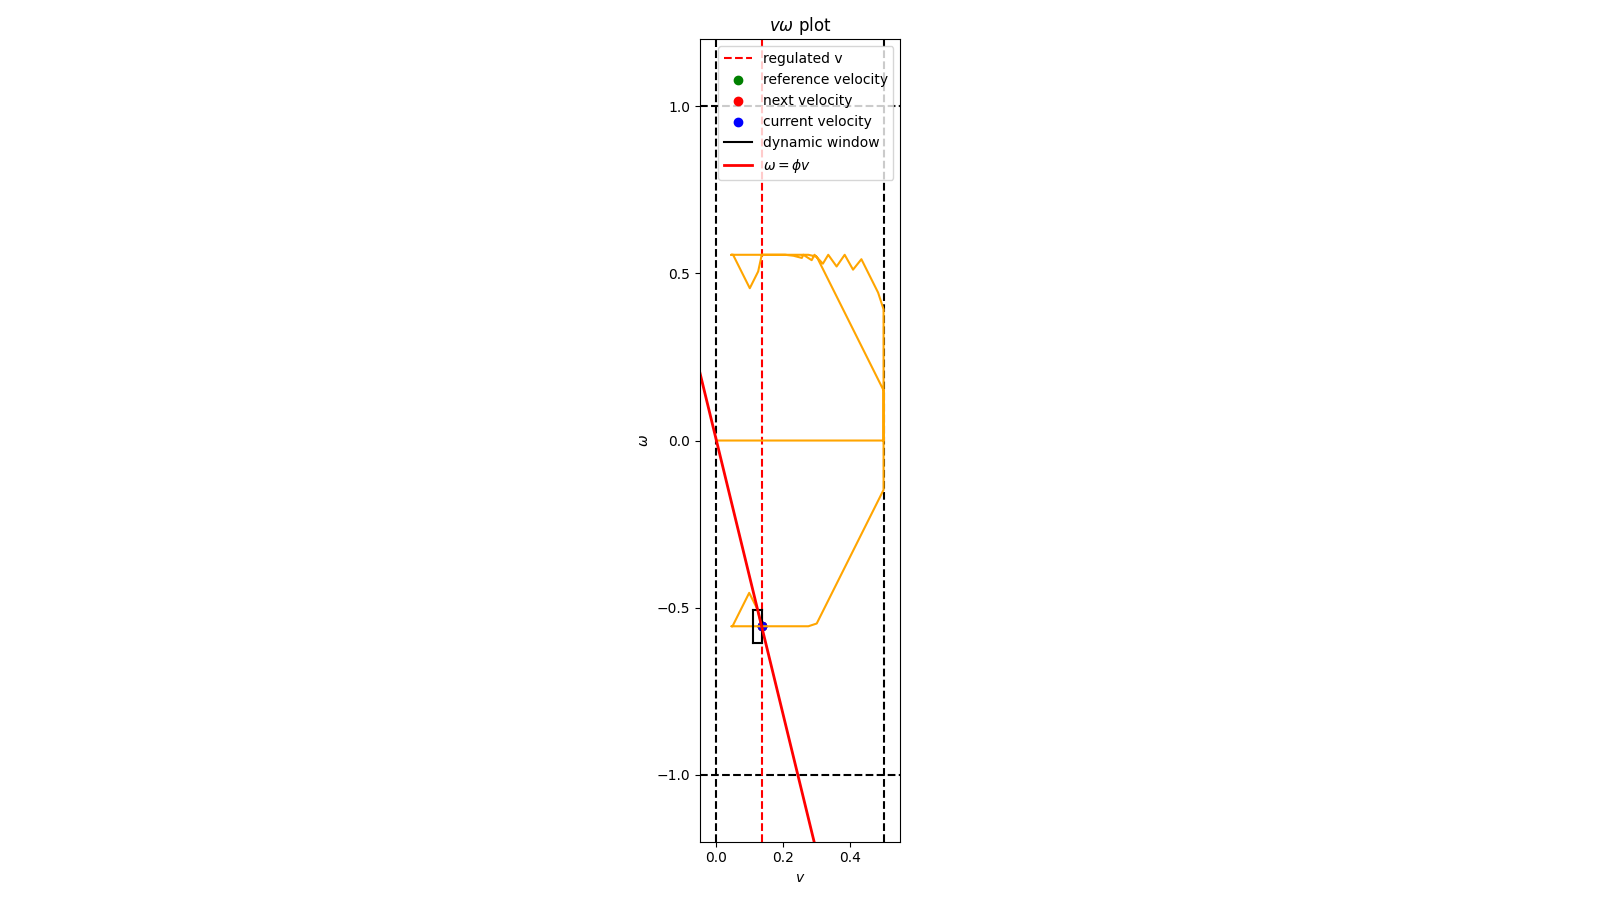 vω plot
regulated v
reference velocity
next velocity
current velocity
dynamic window
ω = ϕv
1.0
0.5
0.0
−0.5
−1.0
ω
0.0 0.2 0.4
v